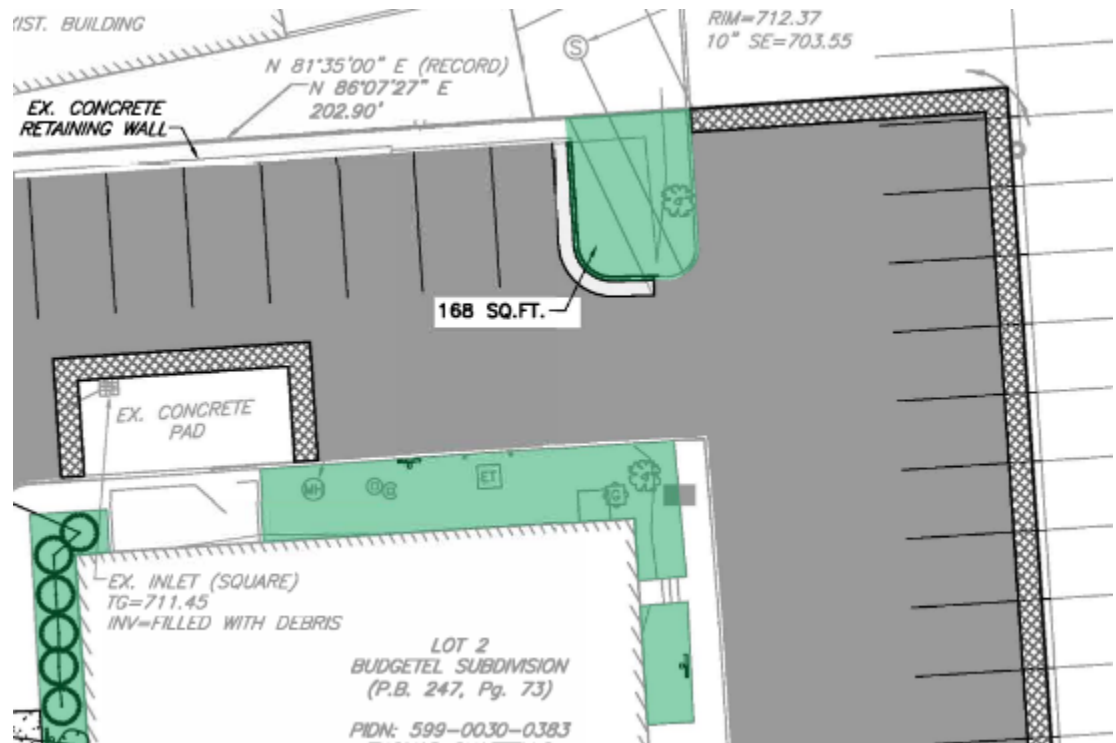 XIST. BUILDING
RIM=712.37
10" SE=703.55
S
N 81°35'00" E (RECORD)
N 86°07'27" E
202.90'
EX. CONCRETE
RETAINING WALL
168 SQ.FT.
EX. CONCRETE
PAD
MH
ET
G
EX. INLET (SQUARE)
TG=711.45
INV=FILLED WITH DEBRIS
LOT 2
BUDGETEL SUBDIVISION
(P.B. 247, Pg. 73)
PIDN: 599-0030-0383